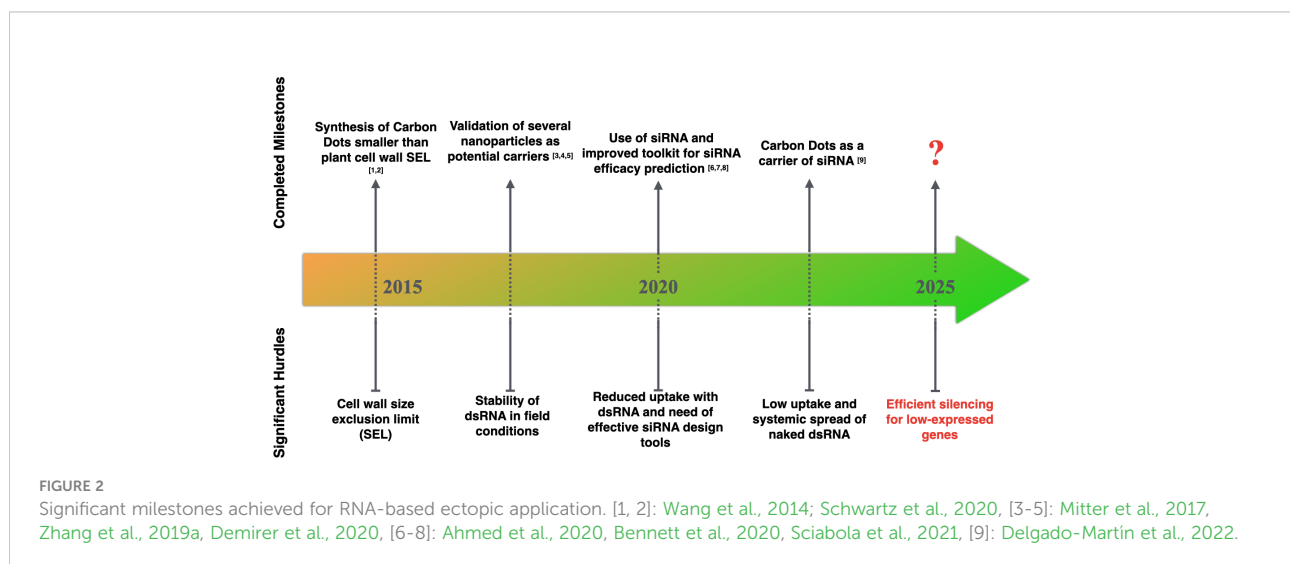 Completed Milestones
Synthesis of Carbon
Dots smaller than
plant cell wall SEL
[1,2]
Validation of several
nanoparticles as
potential carriers [3,4,5]
Use of siRNA and
improved toolkit for siRNA
efficacy prediction [6,7,8]
Carbon Dots as a
carrier of siRNA [9]
?
2015
2020
2025
Significant Hurdles
Cell wall size
exclusion limit
(SEL)
Stability of
dsRNA in field
conditions
Reduced uptake with
dsRNA and need of
effective siRNA design
tools
Low uptake and
systemic spread of
naked dsRNA
Efficient silencing
for low-expressed
genes
FIGURE 2
Significant milestones achieved for RNA-based ectopic application. [1, 2]: Wang et al., 2014; Schwartz et al., 2020, [3-5]: Mitter et al., 2017,
Zhang et al., 2019a, Demirer et al., 2020, [6-8]: Ahmed et al., 2020, Bennett et al., 2020, Sciabola et al., 2021, [9]: Delgado-Martín et al., 2022.